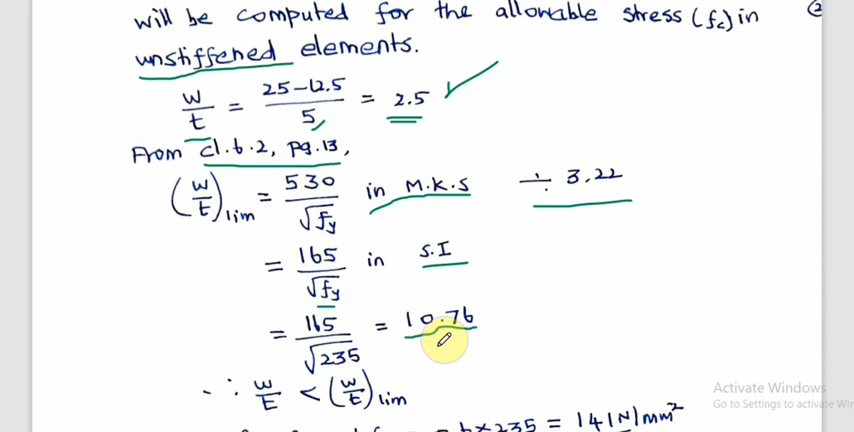 will be computed for the allowable stress (fc) in
unstiffened elements.
w/t = 25-12.5/5 = 2.5 ✓
From cl.6.2, pg.13,
(w/t)lim = 530/√fy in M.K.S ÷ 3.22
= 165/√fy in S.I
= 165/√235 = 10.76
∴ w/t < (w/t)lim
×235 = 141 N/mm²
Activate Windows
Go to Settings to activate Win